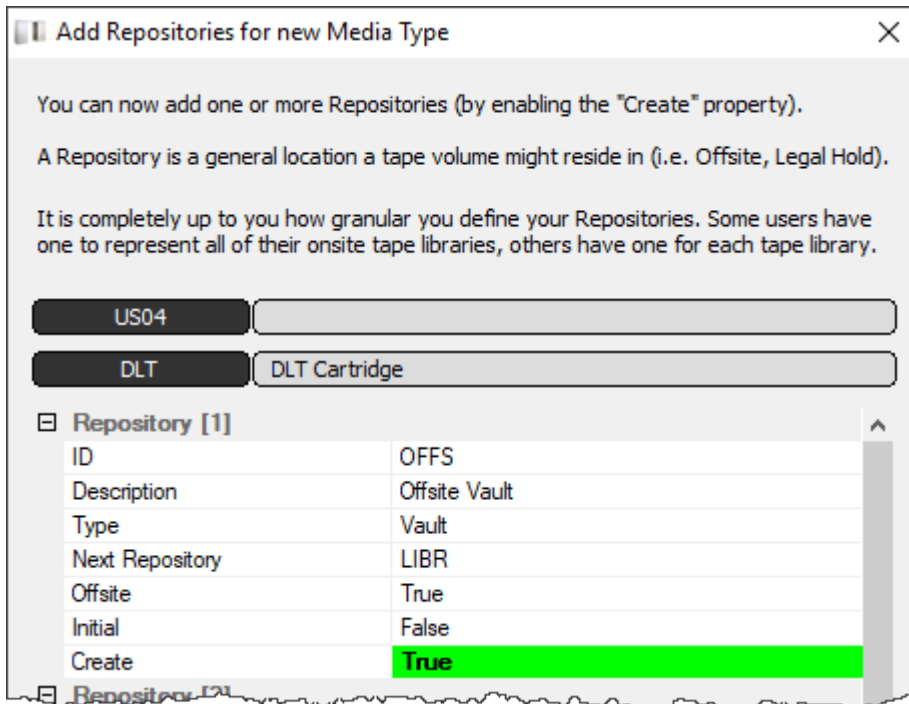 Add Repositories for new Media Type
You can now add one or more Repositories (by enabling the "Create" property).
A Repository is a general location a tape volume might reside in (i.e. Offsite, Legal Hold).
It is completely up to you how granular you define your Repositories. Some users have
one to represent all of their onsite tape libraries, others have one for each tape library.
US04
DLT DLT Cartridge
Repository [1]
ID OFFS
Description Offsite Vault
Type Vault
Next Repository LIBR
Offsite True
Initial False
Create True
Repository [2]